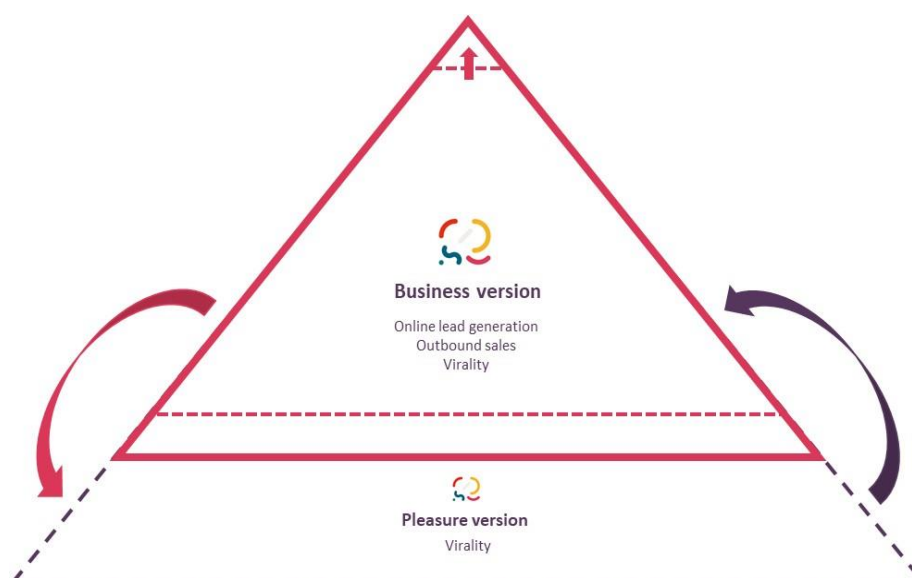 Business version
Online lead generation
Outbound sales
Virality
Pleasure version
Virality